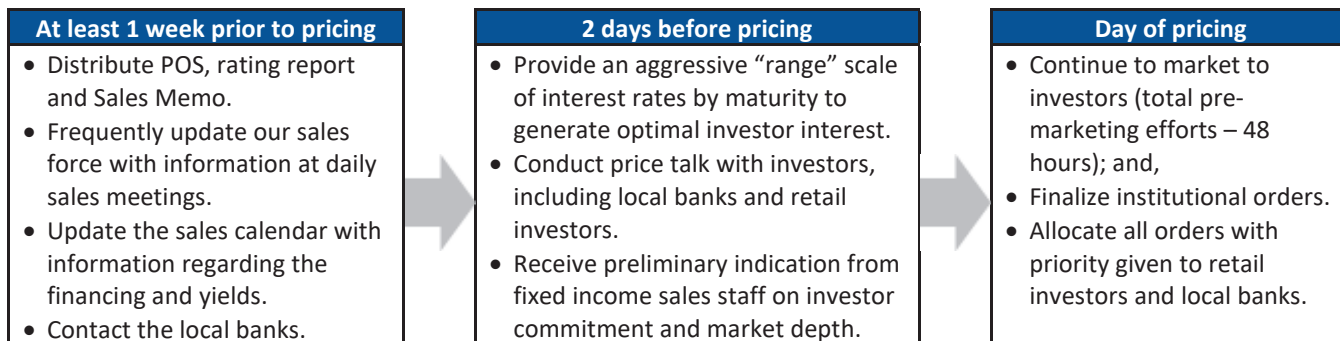 At least 1 week prior to pricing
• Distribute POS, rating report
and Sales Memo.
• Frequently update our sales
force with information at daily
sales meetings.
• Update the sales calendar with
information regarding the
financing and yields.
• Contact the local banks.
2 days before pricing
• Provide an aggressive “range” scale
of interest rates by maturity to
generate optimal investor interest.
• Conduct price talk with investors,
including local banks and retail
investors.
• Receive preliminary indication from
fixed income sales staff on investor
commitment and market depth.
Day of pricing
• Continue to market to
investors (total pre-
marketing efforts – 48
hours); and,
• Finalize institutional orders.
• Allocate all orders with
priority given to retail
investors and local banks.